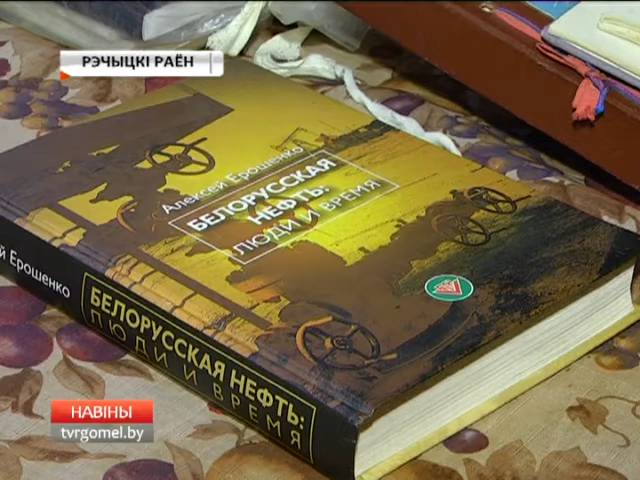 РЭЧЫЦКІ РАЁН
Алексей Ерошенко
БЕЛОРУССКАЯ
НЕФТЬ:
ЛЮДИ И ВРЕМЯ
й Ерошенко
БЕЛОРУССКАЯ НЕФТЬ:
ЛЮДИ И ВРЕМЯ
НАВІНЫ
tvrgomel.by